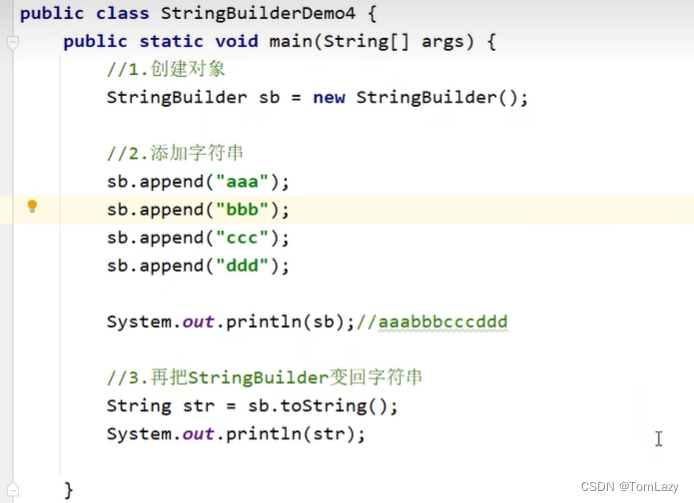 public class StringBuilderDemo4 {
public static void main(String[] args) {
//1.创建对象
StringBuilder sb = new StringBuilder();
//2.添加字符串
sb.append("aaa");
sb.append("bbb");
sb.append("ccc");
sb.append("ddd");
System.out.println(sb);//aaabbbcccddd
//3.再把StringBuilder变回字符串
String str = sb.toString();
System.out.println(str);
}
CSDN @TomLazy